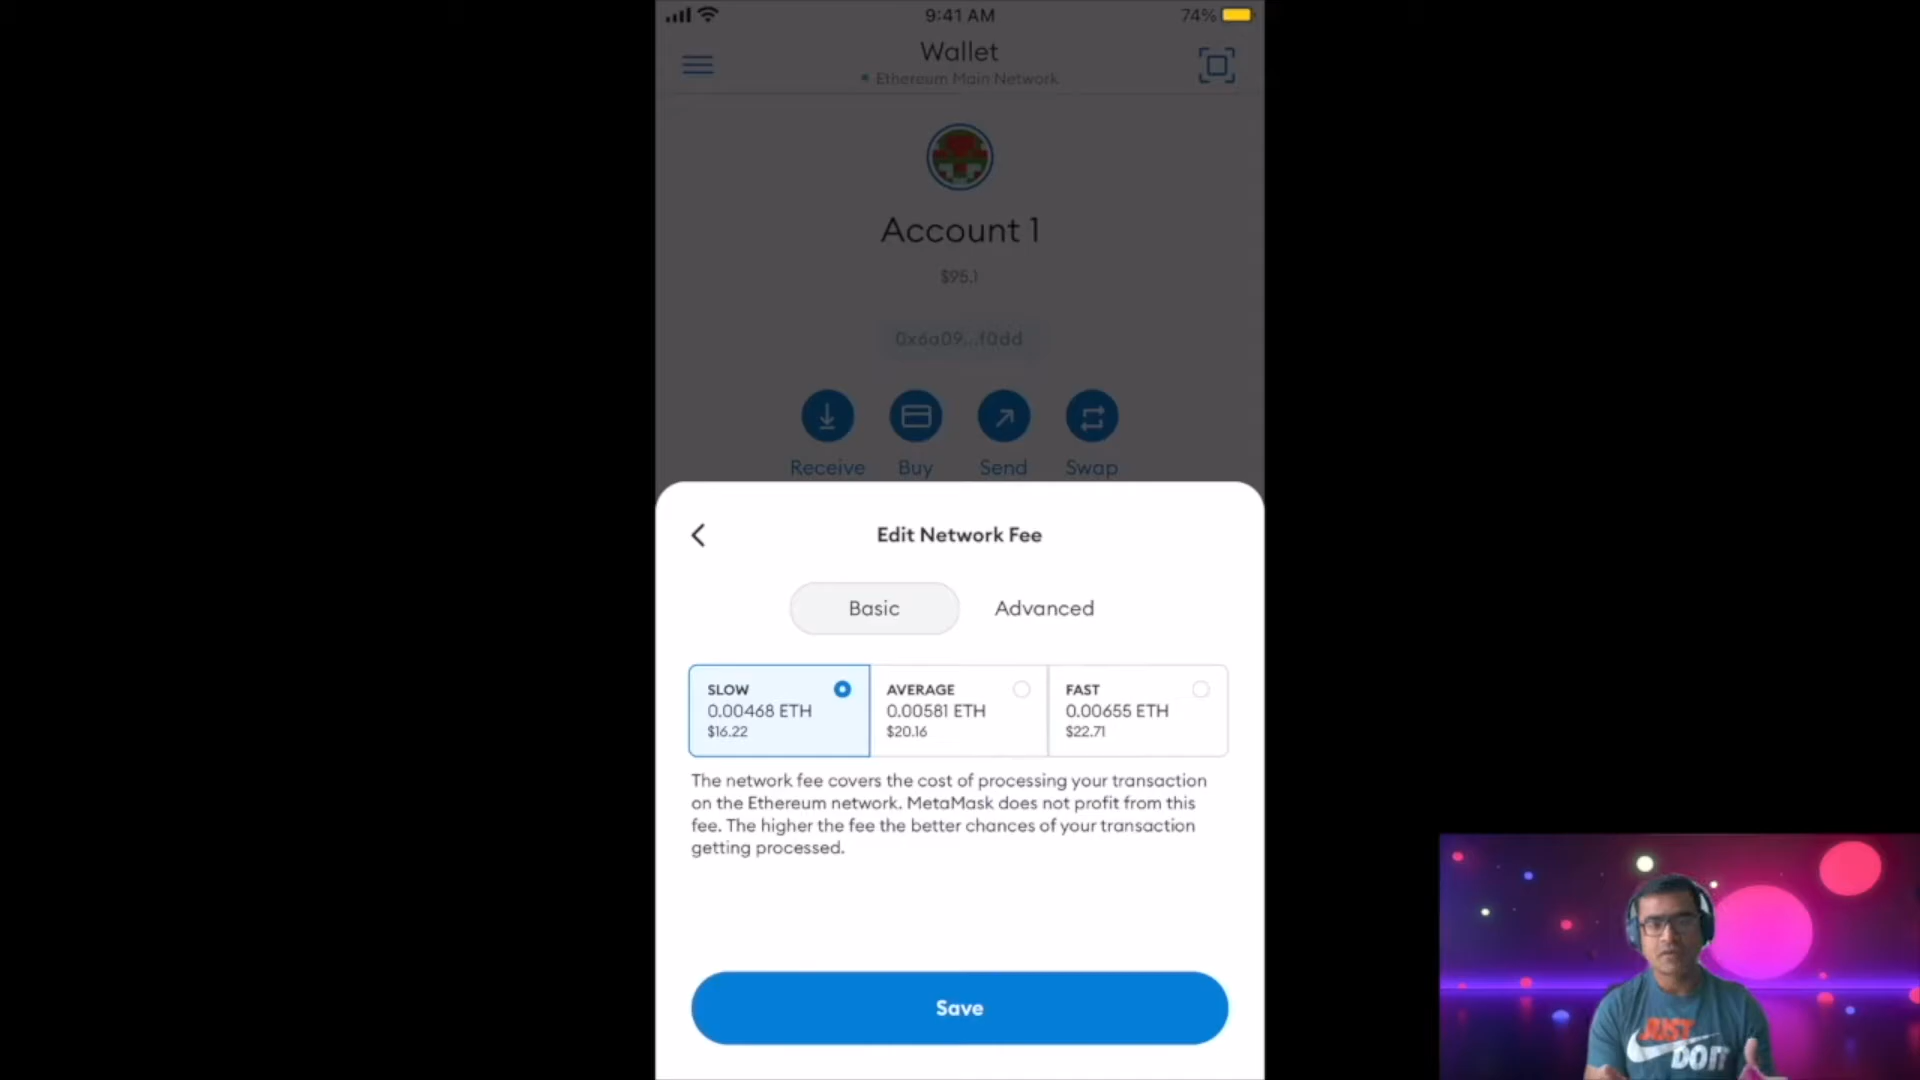 9:41 AM
74%
Wallet
Ethereum Main Network
Account 1
$95.1
0x6a09...f0dd
Receive
Buy
Send
Swap
Edit Network Fee
Basic
Advanced
SLOW
0.00468 ETH
$16.22
AVERAGE
0.00581 ETH
$20.16
FAST
0.00655 ETH
$22.71
The network fee covers the cost of processing your transaction
on the Ethereum network. MetaMask does not profit from this
fee. The higher the fee the better chances of your transaction
getting processed.
Save
JUST
DO IT